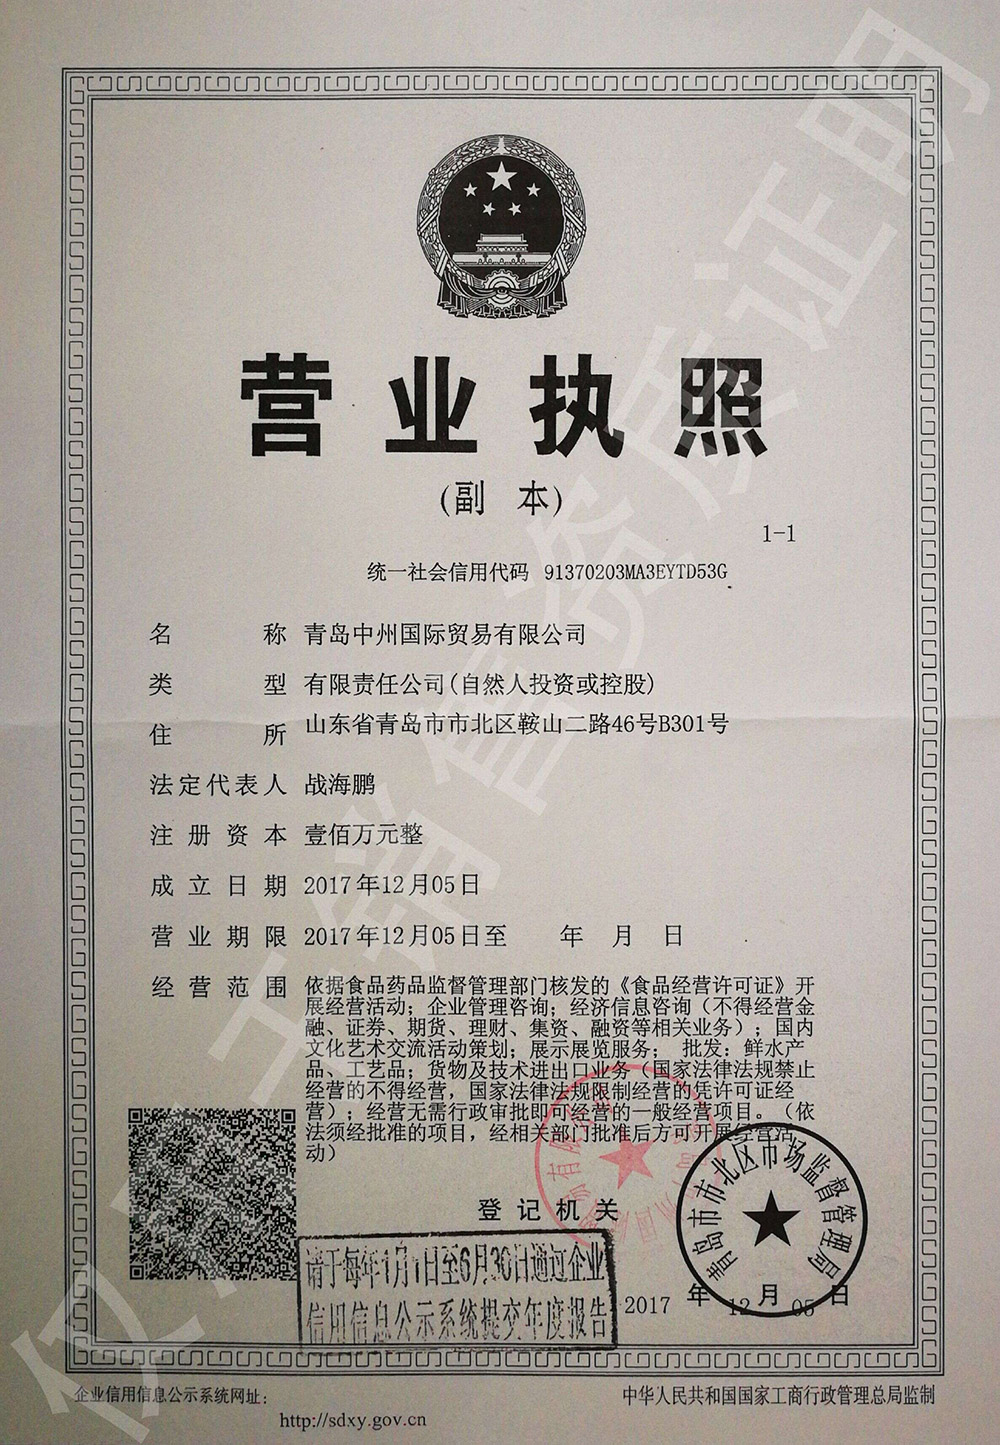 营业执照
(副 本)
1-1
统一社会信用代码 91370203MA3EYTD53G
名 称 青岛中州国际贸易有限公司
类 型 有限责任公司(自然人投资或控股)
住 所 山东省青岛市市北区鞍山二路46号B301号
法定代表人 战海鹏
注册资本 壹佰万元整
成立日期 2017年12月05日
营业期限 2017年12月05日至 年 月 日
经营范围 依据食品药品监督管理部门核发的《食品经营许可证》开
展经营活动；企业管理咨询；经济信息咨询（不得经营金
融、证券、期货、理财、集资、融资等相关业务）；国内
文化艺术交流活动策划；展示展览服务； 批发：鲜水产
品、工艺品；货物及技术进出口业务（国家法律法规禁止
经营的不得经营，国家法律法规限制经营的凭许可证经
营）；经营无需行政审批即可经营的一般经营项目。（依
法须经批准的项目，经相关部门批准后方可开展经营活
动）
登记机关
青岛市市北区市场监督管理局
请于每年1月1日至6月30日通过企业
信用信息公示系统提交年度报告
2017 年 12 月 05 日
企业信用信息公示系统网址：
http://sdxy.gov.cn
中华人民共和国国家工商行政管理总局监制